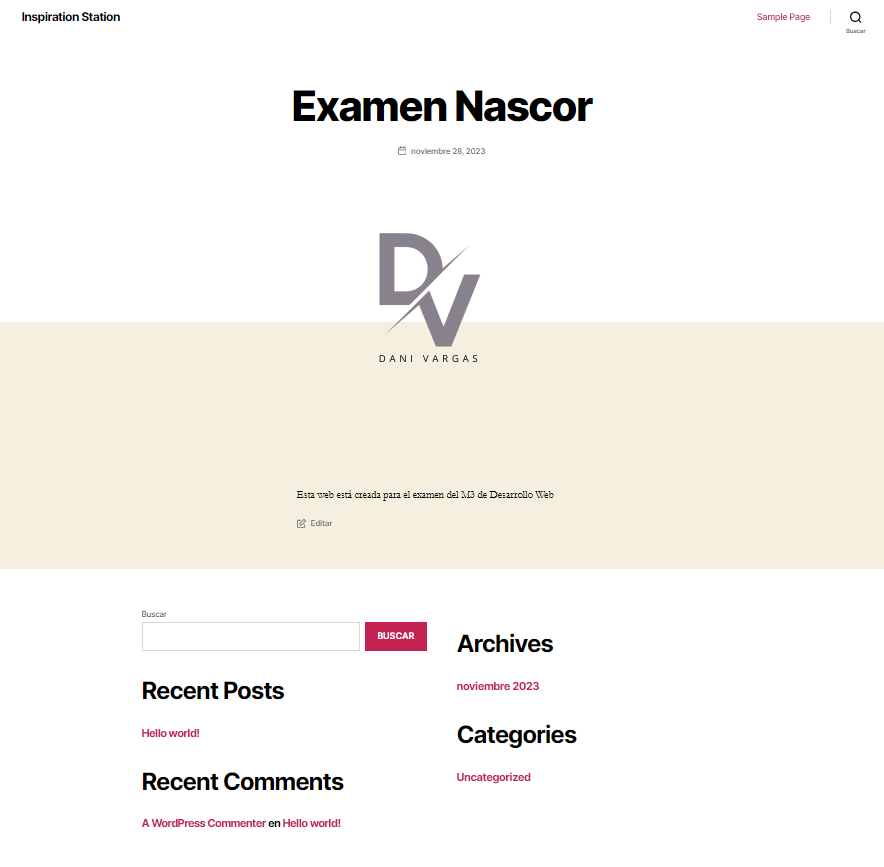 Inspiration Station
Sample Page
Buscar
Examen Nascor
noviembre 28, 2023
DV
DANI VARGAS
Esta web está creada para el examen del M3 de Desarrollo Web
Editar
Buscar
BUSCAR
Recent Posts
Hello world!
Recent Comments
A WordPress Commenter en Hello world!
Archives
noviembre 2023
Categories
Uncategorized